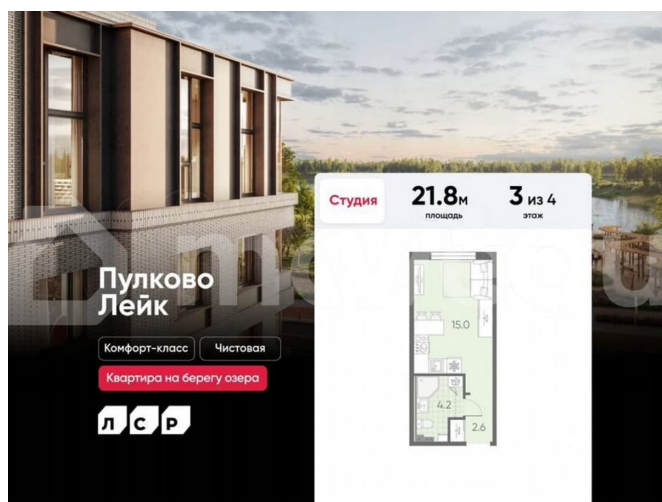 Студия
21.8м
площадь
3 из 4
этаж
Пулково
Лейк
Комфорт-класс
Чистовая
Квартира на берегу озера
ЛСР
15.0
4.2
2.6